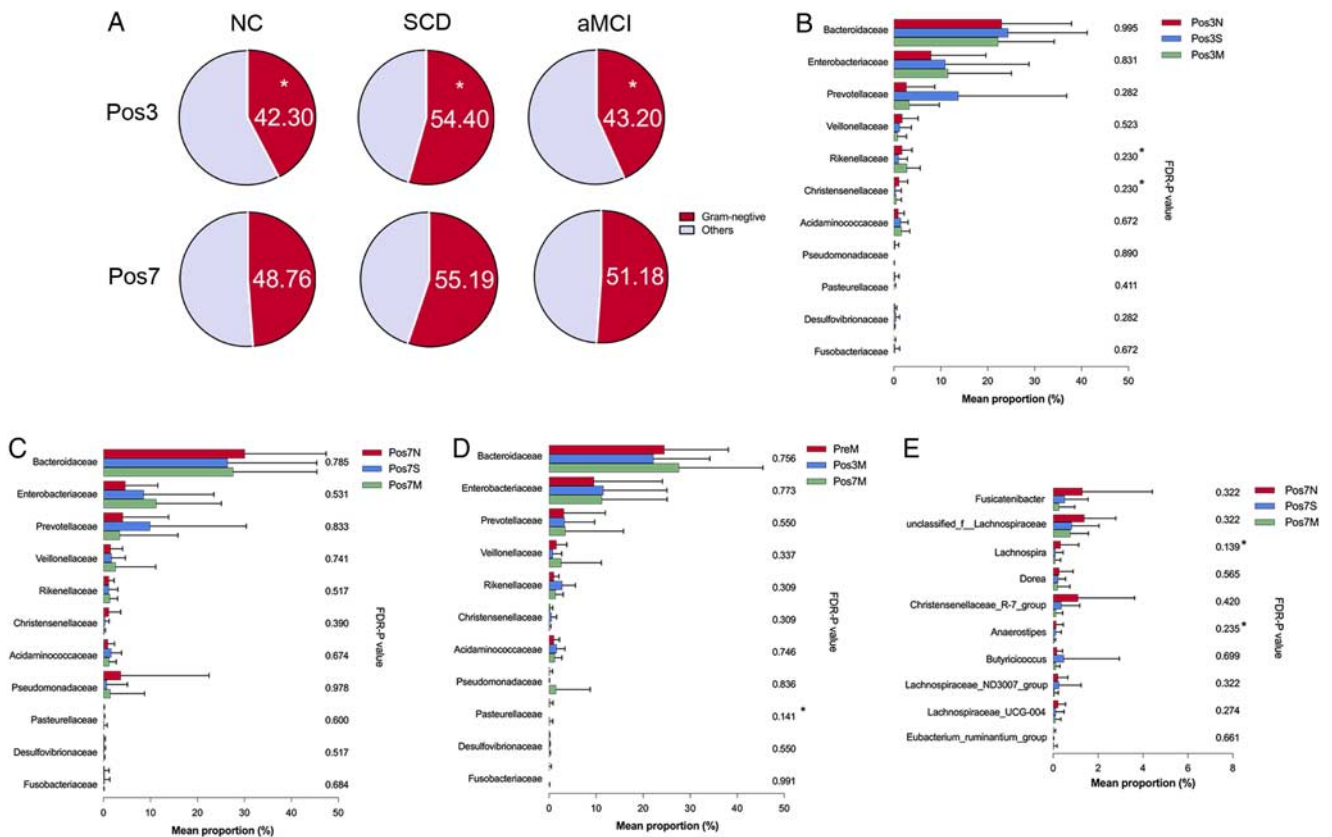 A
NC
SCD
aMCI
Pos3
*
42.30
*
54.40
*
43.20
Gram-negtive
Others
Pos7
48.76
55.19
51.18
B
Pos3N
Pos3S
Pos3M
Bacteroidaceae 0.995
Enterobacteriaceae 0.831
Prevotellaceae 0.282
Veillonellaceae 0.523
Rikenellaceae 0.230 *
Christensenellaceae 0.230 *
Acidaminococcaceae 0.672
Pseudomonadaceae 0.890
Pasteurellaceae 0.411
Desulfovibrionaceae 0.282
Fusobacteriaceae 0.672
FDR-P value
0 10 20 30 40 50
Mean proportion (%)
C
Pos7N
Pos7S
Pos7M
Bacteroidaceae 0.785
Enterobacteriaceae 0.531
Prevotellaceae 0.833
Veillonellaceae 0.741
Rikenellaceae 0.517
Christensenellaceae 0.390
Acidaminococcaceae 0.674
Pseudomonadaceae 0.978
Pasteurellaceae 0.600
Desulfovibrionaceae 0.517
Fusobacteriaceae 0.684
FDR-P value
0 10 20 30 40 50
Mean proportion (%)
D
PreM
Pos3M
Pos7M
Bacteroidaceae 0.756
Enterobacteriaceae 0.773
Prevotellaceae 0.550
Veillonellaceae 0.337
Rikenellaceae 0.309
Christensenellaceae 0.309
Acidaminococcaceae 0.746
Pseudomonadaceae 0.836
Pasteurellaceae 0.141 *
Desulfovibrionaceae 0.550
Fusobacteriaceae 0.991
FDR-P value
0 10 20 30 40 50
Mean proportion (%)
E
Pos7N
Pos7S
Pos7M
Fusicatenibacter 0.322
unclassified_f__Lachnospiraceae 0.322
Lachnospira 0.139 *
Dorea 0.565
Christensenellaceae_R-7_group 0.420
Anaerostipes 0.235 *
Butyricicoccus 0.699
Lachnospiraceae_ND3007_group 0.322
Lachnospiraceae_UCG-004 0.274
Eubacterium_ruminantium_group 0.661
FDR-P value
0 2 4 6 8
Mean proportion (%)